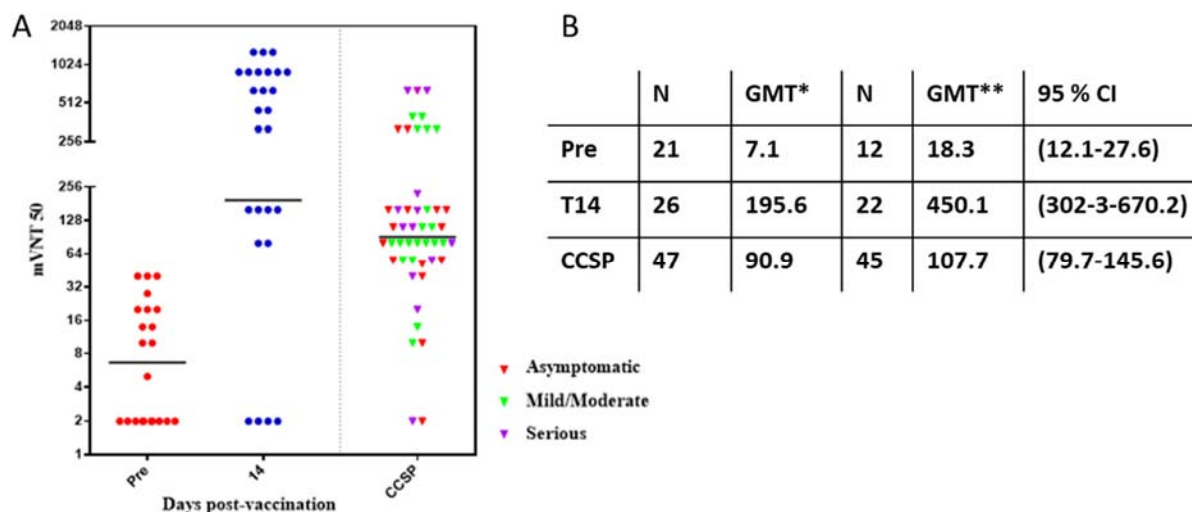 A
2048
1024
512
256
256
128
64
32
16
8
4
2
1
mVNT 50
Pre
14
CCSP
Days post-vaccination
Asymptomatic
Mild/Moderate
Serious
B
N GMT* N GMT** 95 % CI
Pre 21 7.1 12 18.3 (12.1-27.6)
T14 26 195.6 22 450.1 (302-3-670.2)
CCSP 47 90.9 45 107.7 (79.7-145.6)